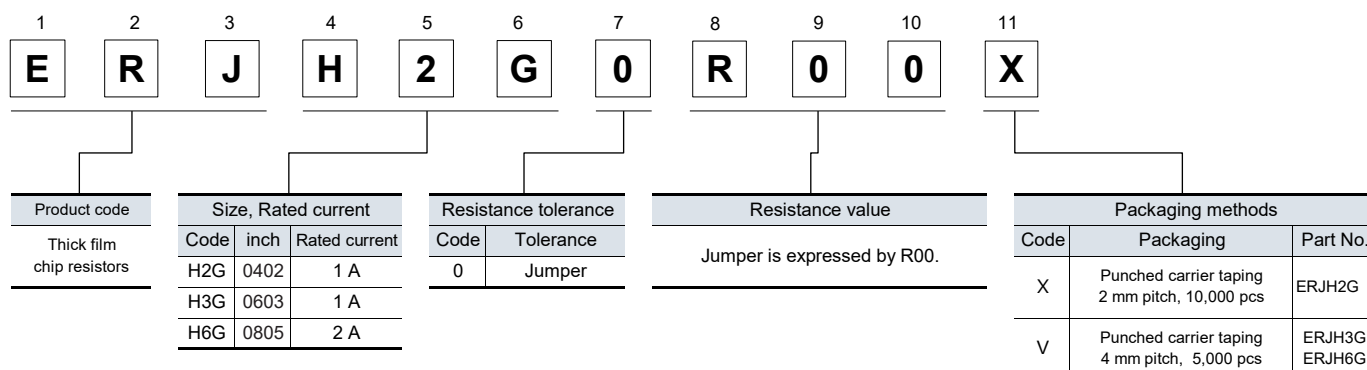 1 2 3 4 5 6 7 8 9 10 11
E R J H 2 G 0 R 0 0 X
Product code
Thick film
chip resistors
Size, Rated current
Code inch Rated current
H2G 0402 1 A
H3G 0603 1 A
H6G 0805 2 A
Resistance tolerance
Code Tolerance
0 Jumper
Resistance value
Jumper is expressed by R00.
Packaging methods
Code Packaging Part No.
X Punched carrier taping
2 mm pitch, 10,000 pcs ERJH2G
V Punched carrier taping
4 mm pitch, 5,000 pcs ERJH3G
ERJH6G